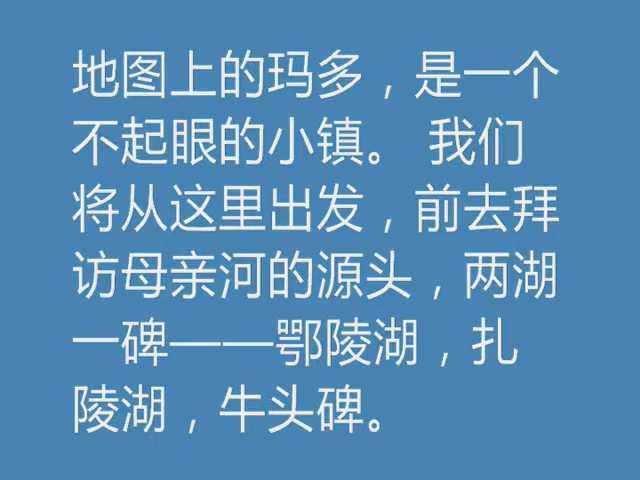 地图上的玛多，是一个
不起眼的小镇。 我们
将从这里出发，前去拜
访母亲河的源头，两湖
一碑——鄂陵湖，扎
陵湖，牛头碑。